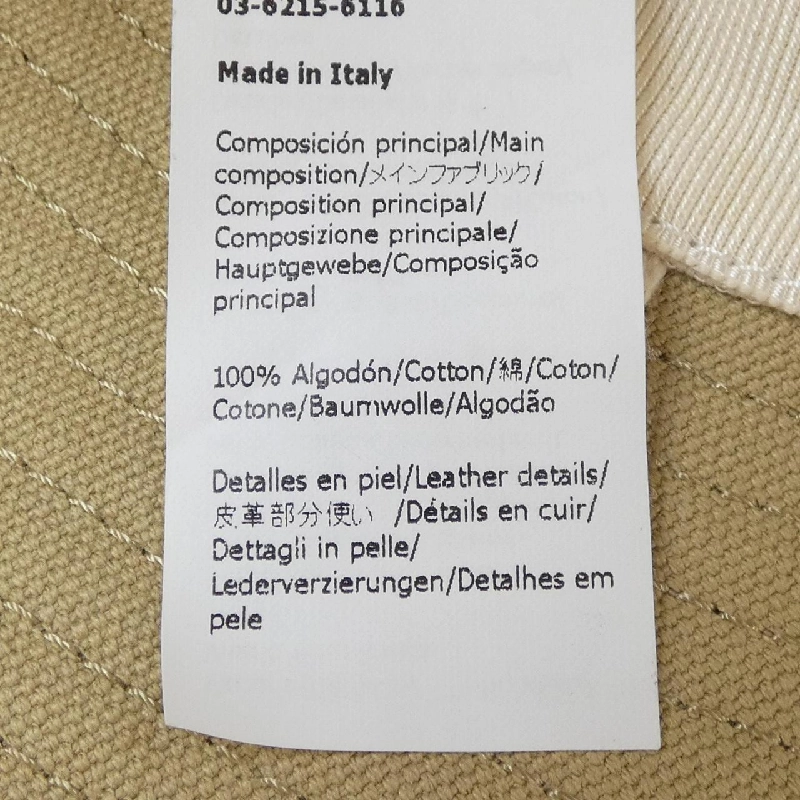 03-6215-6116
Made in Italy
Composición principal/Main
composition/メインファブリック/
Composition principal/
Composizione principale/
Hauptgewebe/Composição
principal
100% Algodón/Cotton/綿/Coton/
Cotone/Baumwolle/Algodão
Detalles en piel/Leather details/
皮革部分使い /Détails en cuir/
Dettagli in pelle/
Lederverzierungen/Detalhes em
pele